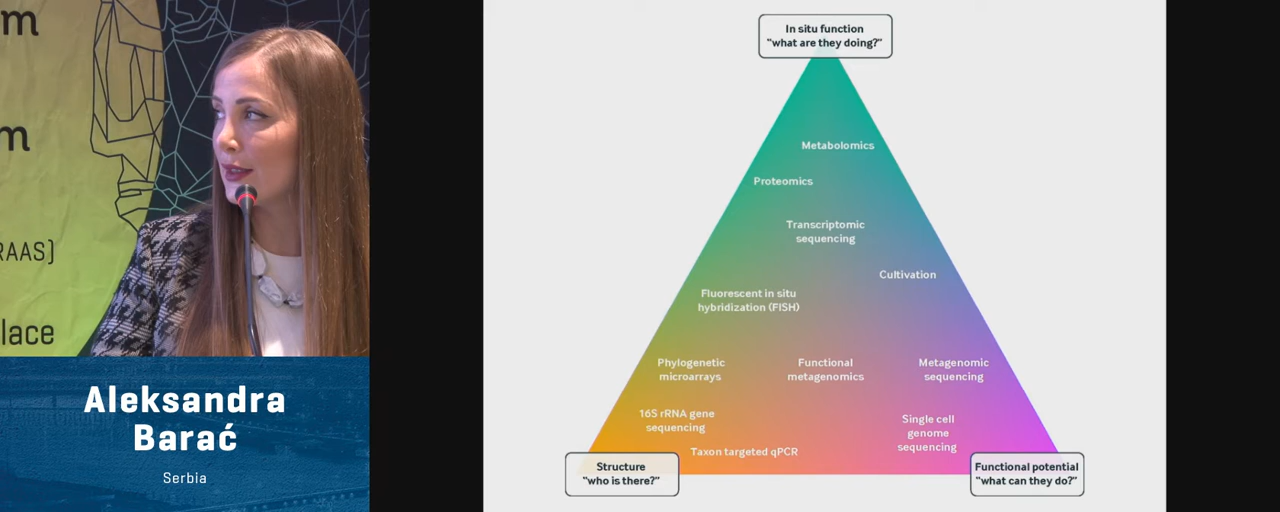 m
m
RAAS)
lace
Aleksandra
Barać
Serbia
In situ function
"what are they doing?"
Metabolomics
Proteomics
Transcriptomic
sequencing
Cultivation
Fluorescent in situ
hybridization (FISH)
Phylogenetic
microarrays
Functional
metagenomics
Metagenomic
sequencing
16S rRNA gene
sequencing
Single cell
genome
sequencing
Taxon targeted qPCR
Structure
"who is there?"
Functional potential
"what can they do?"